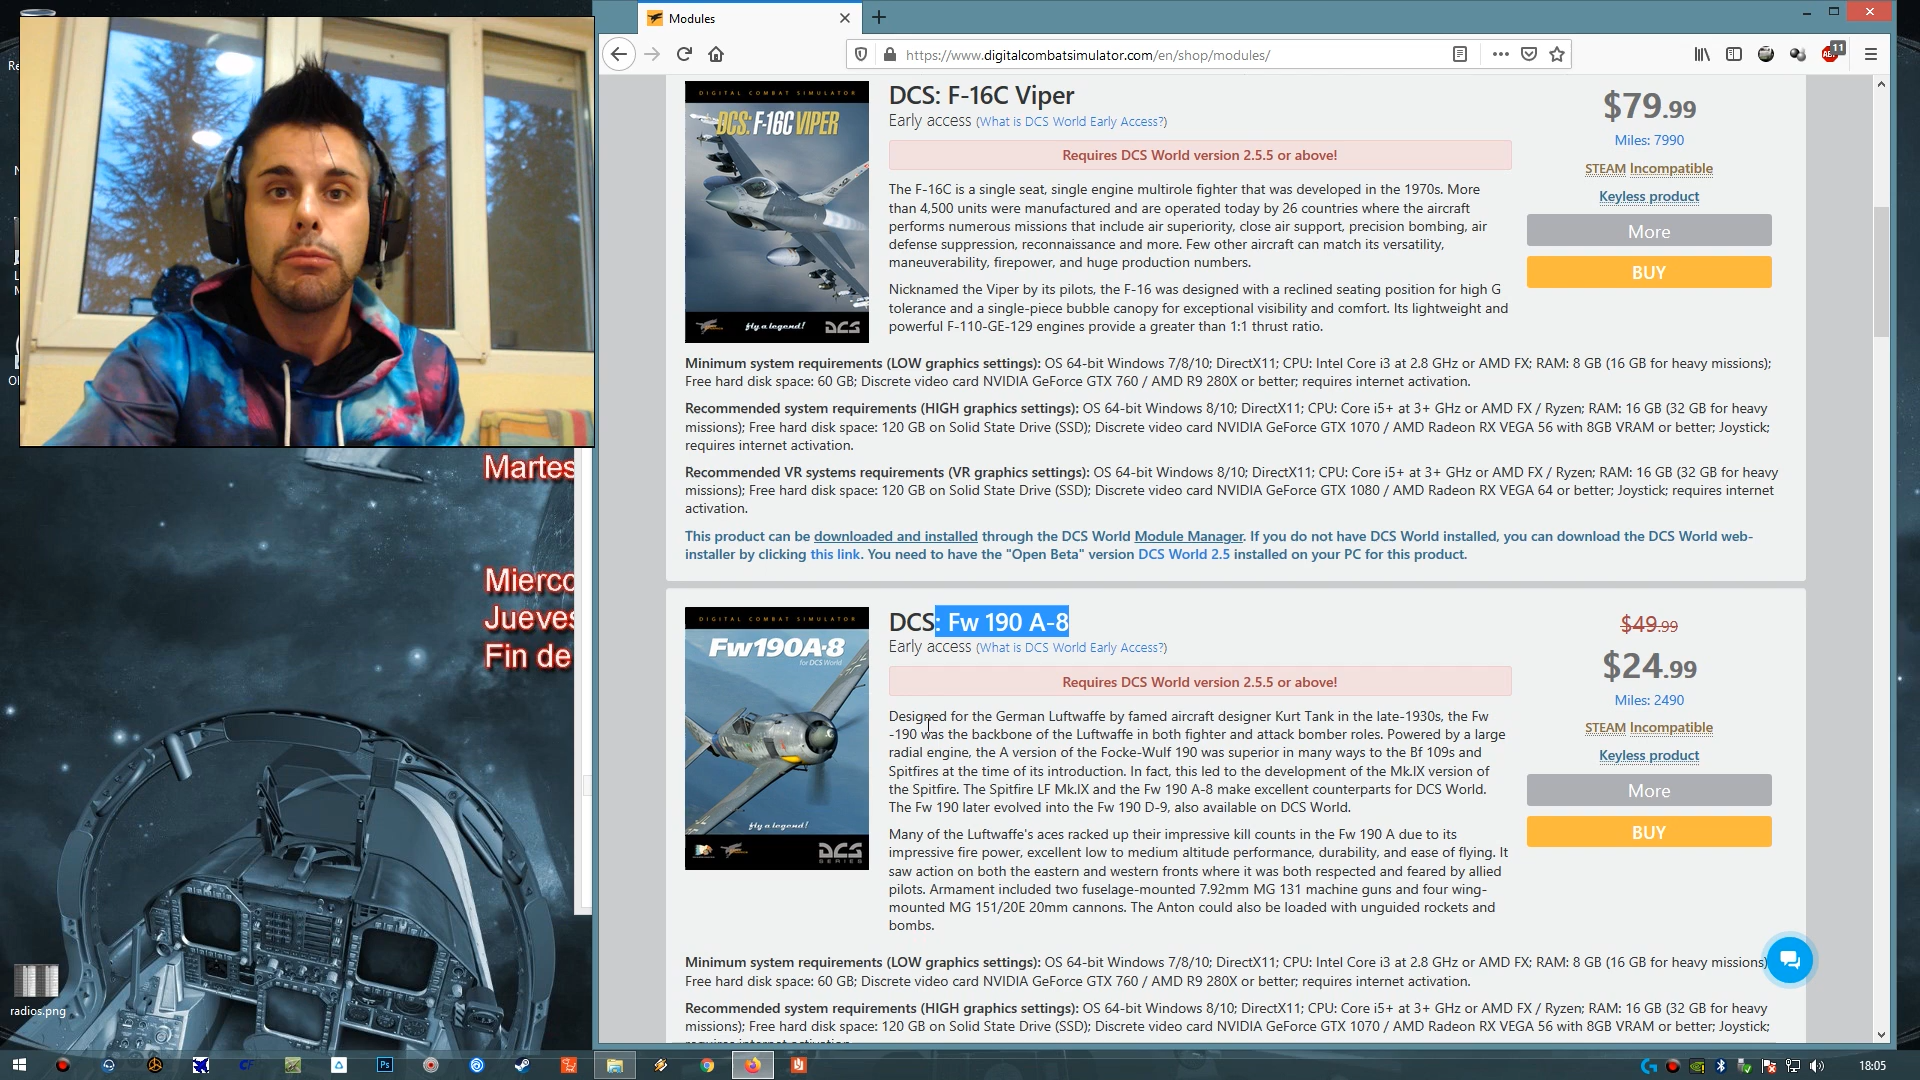 Modules
https://www.digitalcombatsimulator.com/en/shop/modules/
11
DIGITAL COMBAT SIMULATOR
DCS: F-16C VIPER
fly a legend!
DCS
DCS: F-16C Viper
Early access (What is DCS World Early Access?)
Requires DCS World version 2.5.5 or above!
The F-16C is a single seat, single engine multirole fighter that was developed in the 1970s. More
than 4,500 units were manufactured and are operated today by 26 countries where the aircraft
performs numerous missions that include air superiority, close air support, precision bombing, air
defense suppression, reconnaissance and more. Few other aircraft can match its versatility,
maneuverability, firepower, and huge production numbers.
Nicknamed the Viper by its pilots, the F-16 was designed with a reclined seating position for high G
tolerance and a single-piece bubble canopy for exceptional visibility and comfort. Its lightweight and
powerful F-110-GE-129 engines provide a greater than 1:1 thrust ratio.
$79.99
Miles: 7990
STEAM Incompatible
Keyless product
More
BUY
Minimum system requirements (LOW graphics settings): OS 64-bit Windows 7/8/10; DirectX11; CPU: Intel Core i3 at 2.8 GHz or AMD FX; RAM: 8 GB (16 GB for heavy missions);
Free hard disk space: 60 GB; Discrete video card NVIDIA GeForce GTX 760 / AMD R9 280X or better; requires internet activation.
Recommended system requirements (HIGH graphics settings): OS 64-bit Windows 8/10; DirectX11; CPU: Core i5+ at 3+ GHz or AMD FX / Ryzen; RAM: 16 GB (32 GB for heavy
missions); Free hard disk space: 120 GB on Solid State Drive (SSD); Discrete video card NVIDIA GeForce GTX 1070 / AMD Radeon RX VEGA 56 with 8GB VRAM or better; Joystick;
requires internet activation.
Recommended VR systems requirements (VR graphics settings): OS 64-bit Windows 8/10; DirectX11; CPU: Core i5+ at 3+ GHz or AMD FX / Ryzen; RAM: 16 GB (32 GB for heavy
missions); Free hard disk space: 120 GB on Solid State Drive (SSD); Discrete video card NVIDIA GeForce GTX 1080 / AMD Radeon RX VEGA 64 or better; Joystick; requires internet
activation.
This product can be downloaded and installed through the DCS World Module Manager. If you do not have DCS World installed, you can download the DCS World web-
installer by clicking this link. You need to have the "Open Beta" version DCS World 2.5 installed on your PC for this product.
DIGITAL COMBAT SIMULATOR
Fw190A-8
for DCS World
fly a legend!
DCS
SERIES
DCS: Fw 190 A-8
Early access (What is DCS World Early Access?)
Requires DCS World version 2.5.5 or above!
Designed for the German Luftwaffe by famed aircraft designer Kurt Tank in the late-1930s, the Fw
-190 was the backbone of the Luftwaffe in both fighter and attack bomber roles. Powered by a large
radial engine, the A version of the Focke-Wulf 190 was superior in many ways to the Bf 109s and
Spitfires at the time of its introduction. In fact, this led to the development of the Mk.IX version of
the Spitfire. The Spitfire LF Mk.IX and the Fw 190 A-8 make excellent counterparts for DCS World.
The Fw 190 later evolved into the Fw 190 D-9, also available on DCS World.
Many of the Luftwaffe's aces racked up their impressive kill counts in the Fw 190 A due to its
impressive fire power, excellent low to medium altitude performance, durability, and ease of flying. It
saw action on both the eastern and western fronts where it was both respected and feared by allied
pilots. Armament included two fuselage-mounted 7.92mm MG 131 machine guns and four wing-
mounted MG 151/20E 20mm cannons. The Anton could also be loaded with unguided rockets and
bombs.
$49.99
$24.99
Miles: 2490
STEAM Incompatible
Keyless product
More
BUY
Minimum system requirements (LOW graphics settings): OS 64-bit Windows 7/8/10; DirectX11; CPU: Intel Core i3 at 2.8 GHz or AMD FX; RAM: 8 GB (16 GB for heavy missions)
Free hard disk space: 60 GB; Discrete video card NVIDIA GeForce GTX 760 / AMD R9 280X or better; requires internet activation.
Recommended system requirements (HIGH graphics settings): OS 64-bit Windows 8/10; DirectX11; CPU: Core i5+ at 3+ GHz or AMD FX / Ryzen; RAM: 16 GB (32 GB for heavy
missions); Free hard disk space: 120 GB on Solid State Drive (SSD); Discrete video card NVIDIA GeForce GTX 1070 / AMD Radeon RX VEGA 56 with 8GB VRAM or better; Joystick;
requires internet activation.
Martes
Mierco
Jueves
Fin de
radios.png
Ps
18:05